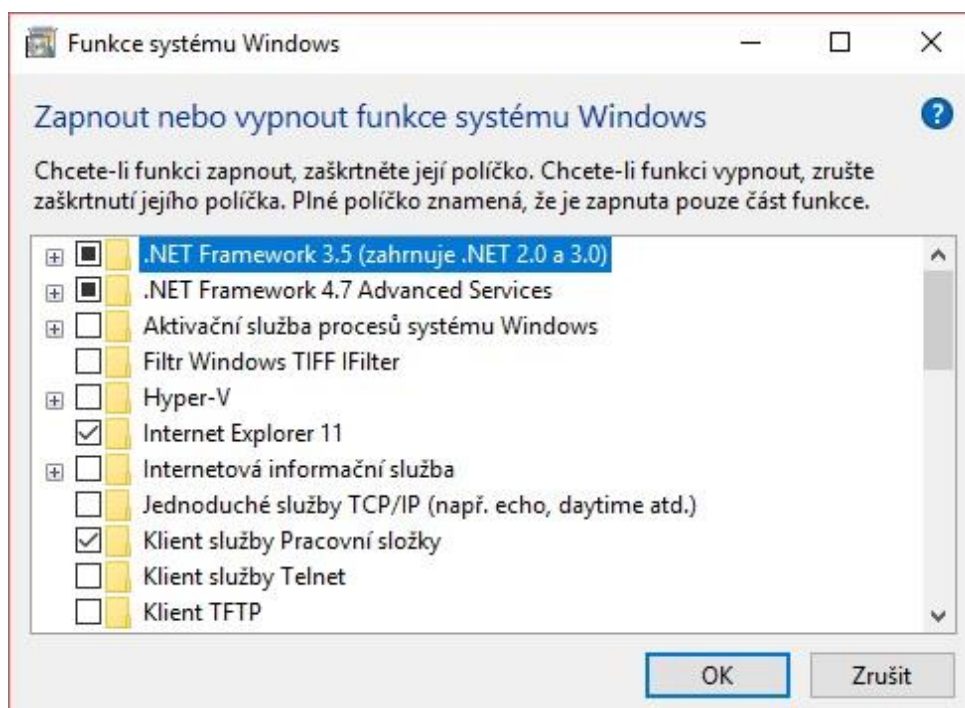 Funkce systému Windows
Zapnout nebo vypnout funkce systému Windows
?
Chcete-li funkci zapnout, zaškrtněte její políčko. Chcete-li funkci vypnout, zrušte
zaškrtnutí jejího políčka. Plné políčko znamená, že je zapnuta pouze část funkce.
.NET Framework 3.5 (zahrnuje .NET 2.0 a 3.0)
.NET Framework 4.7 Advanced Services
Aktivační služba procesů systému Windows
Filtr Windows TIFF IFilter
Hyper-V
Internet Explorer 11
Internetová informační služba
Jednoduché služby TCP/IP (např. echo, daytime atd.)
Klient služby Pracovní složky
Klient služby Telnet
Klient TFTP
OK
Zrušit